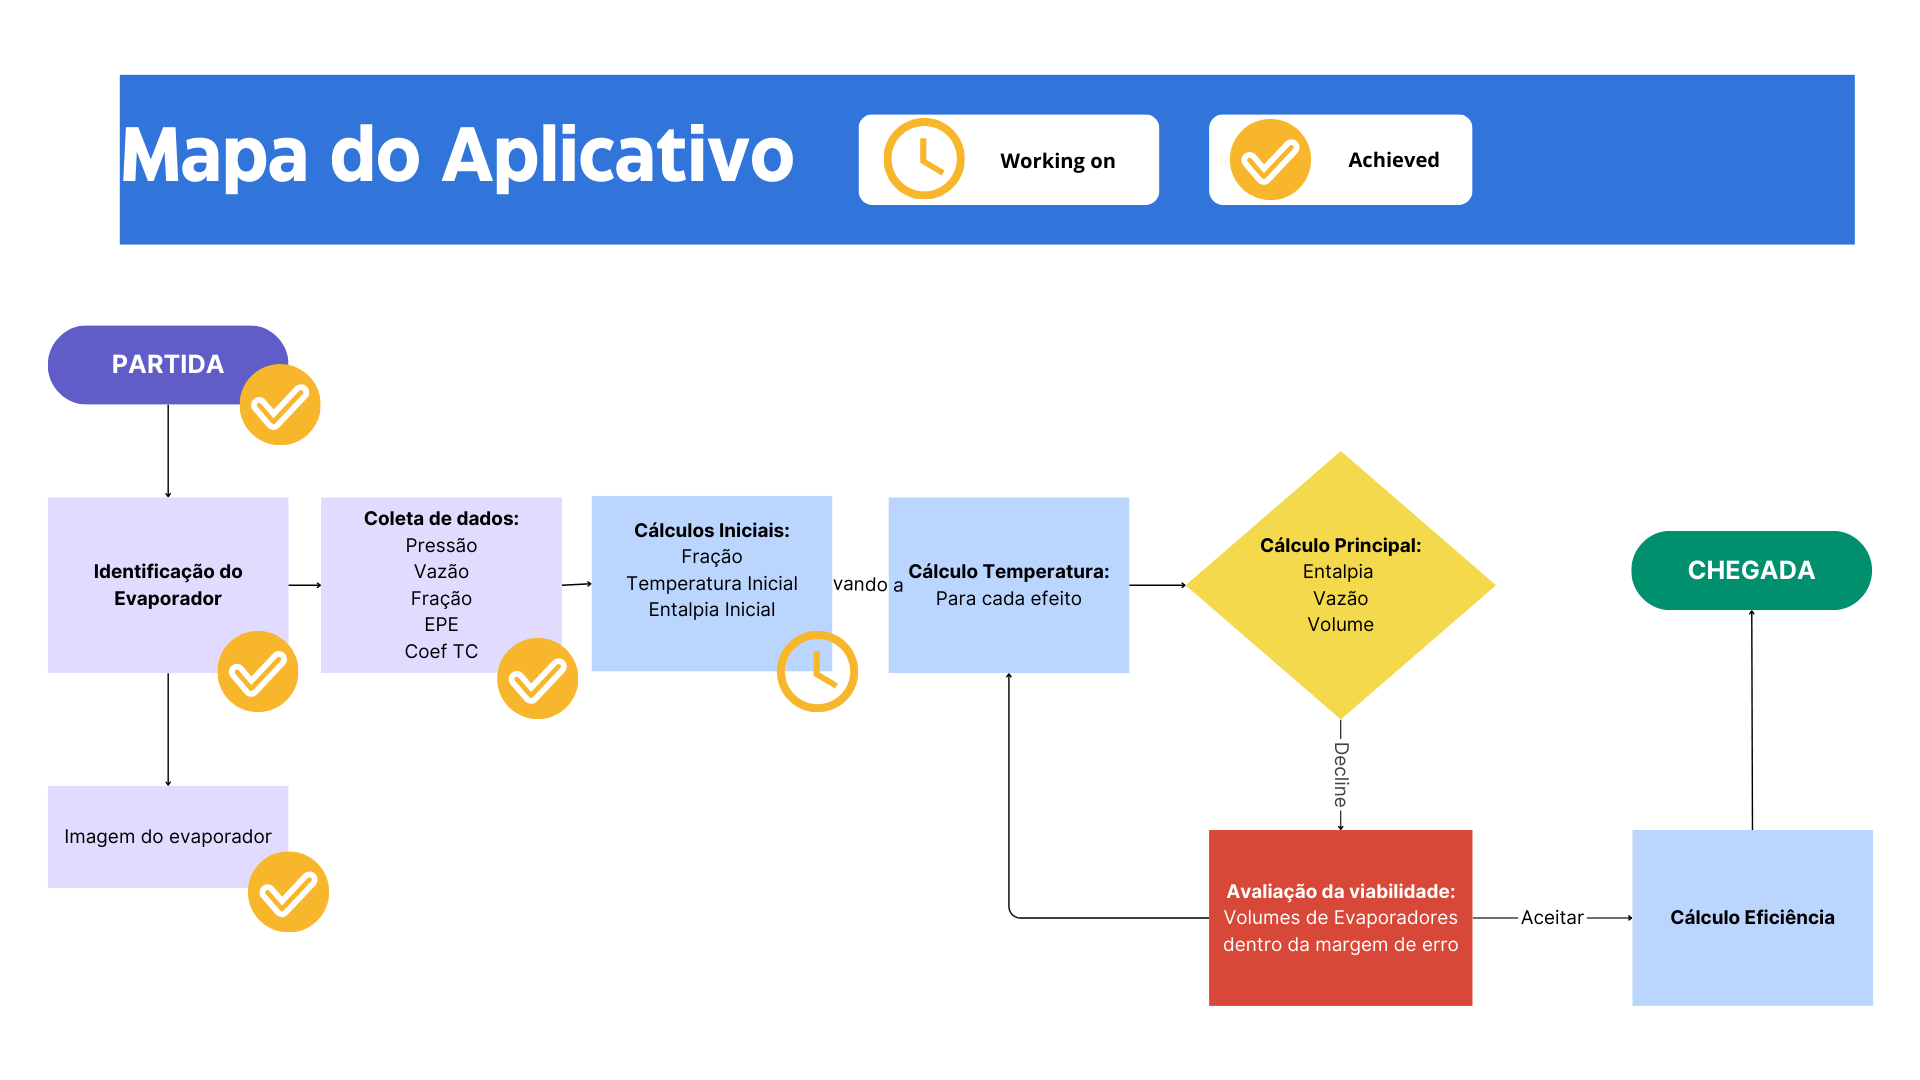 Mapa do Aplicativo
Working on
Achieved
PARTIDA
Identificação do
Evaporador
Imagem do evaporador
Coleta de dados:
Pressão
Vazão
Fração
EPE
Coef TC
Cálculos Iniciais:
Fração
Temperatura Inicial
Entalpia Inicial
vando a
Cálculo Temperatura:
Para cada efeito
Cálculo Principal:
Entalpia
Vazão
Volume
Decline
Avaliação da viabilidade:
Volumes de Evaporadores
dentro da margem de erro
Aceitar
Cálculo Eficiência
CHEGADA